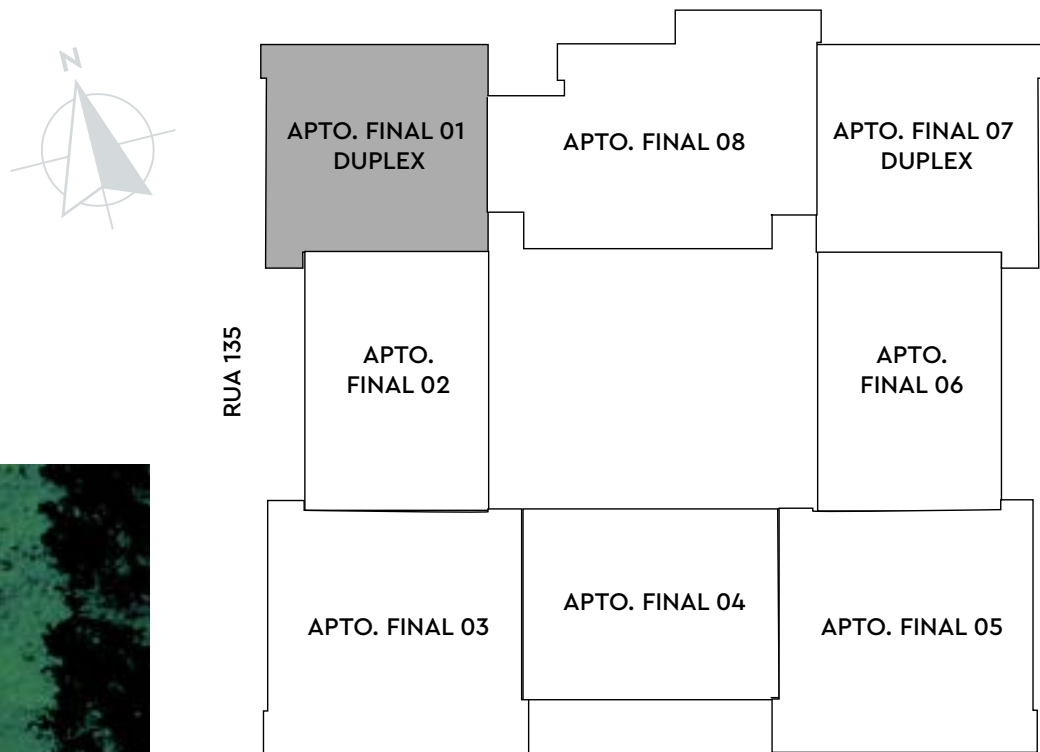 N
APTO. FINAL 01
DUPLEX
APTO. FINAL 08
APTO. FINAL 07
DUPLEX
RUA 135
APTO.
FINAL 02
APTO.
FINAL 06
APTO. FINAL 03
APTO. FINAL 04
APTO. FINAL 05